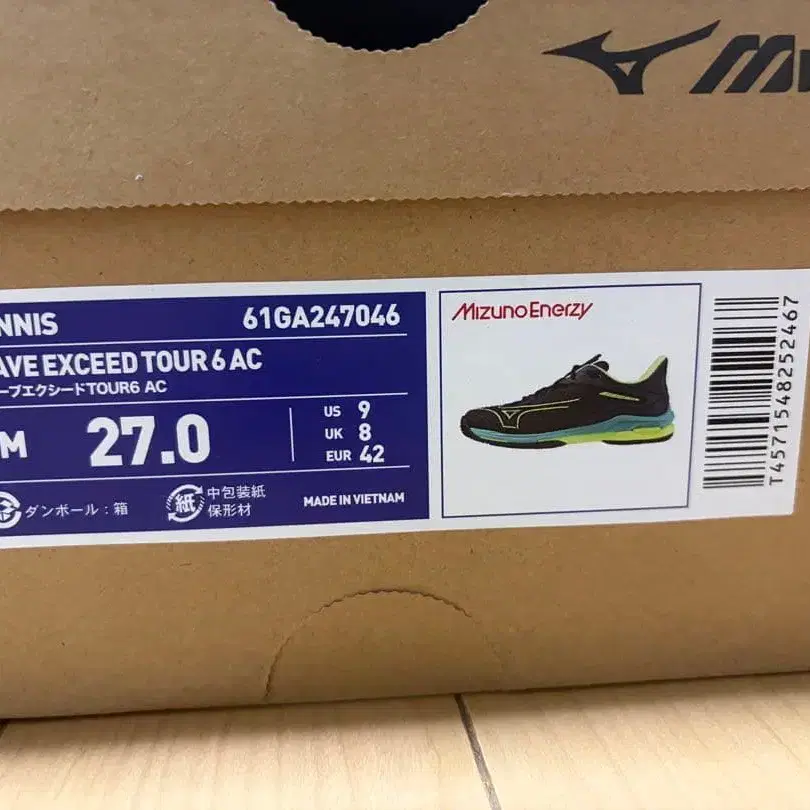 MIZ
NNIS 61GA247046
AVE EXCEED TOUR 6 AC
ーブエクシードTOUR6 AC
M 27.0
US 9
UK 8
EUR 42
ダンボール：箱
紙 中包装紙
保形材
MADE IN VIETNAM
MizunoEnerzy
T4571548252467